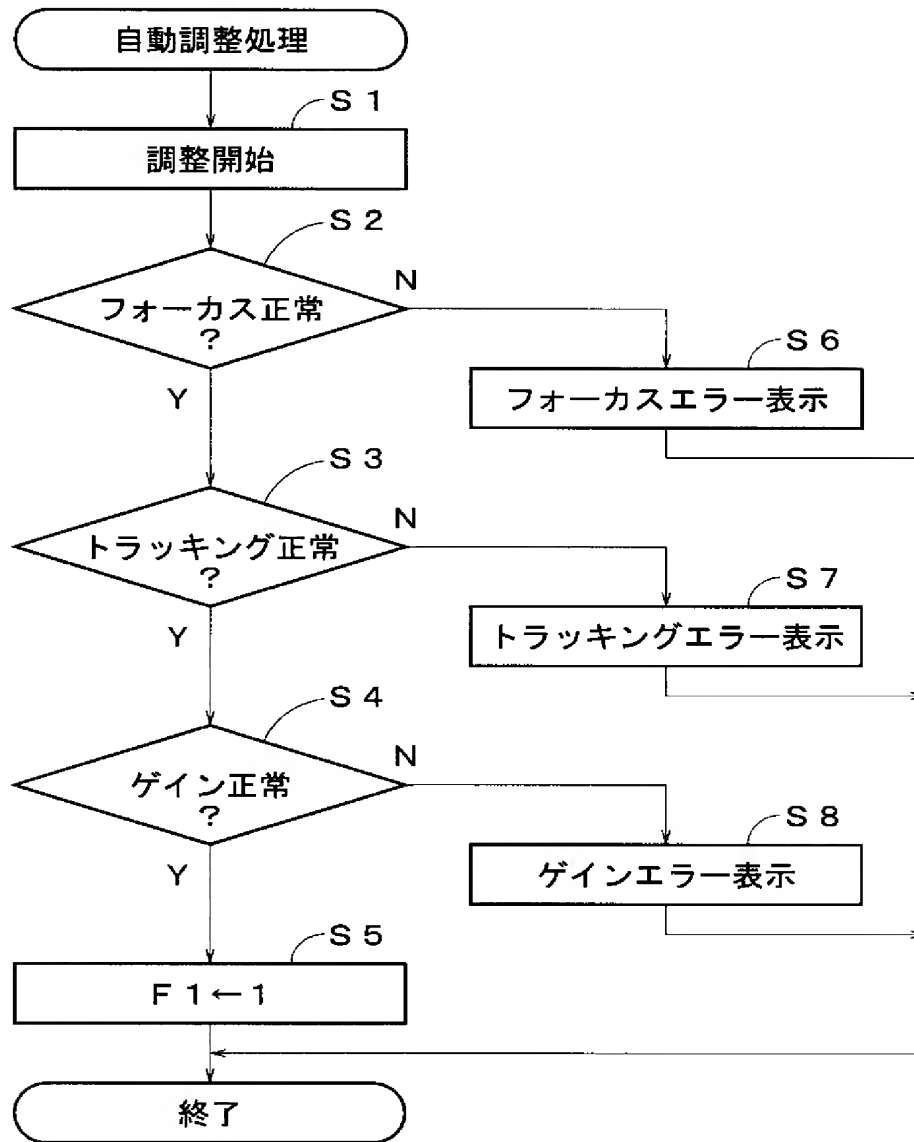 自動調整処理
S1
調整開始
S2
フォーカス正常
?
N
Y
S6
フォーカスエラー表示
S3
トラッキング正常
?
N
Y
S7
トラッキングエラー表示
S4
ゲイン正常
?
N
Y
S8
ゲインエラー表示
S5
F1←1
終了